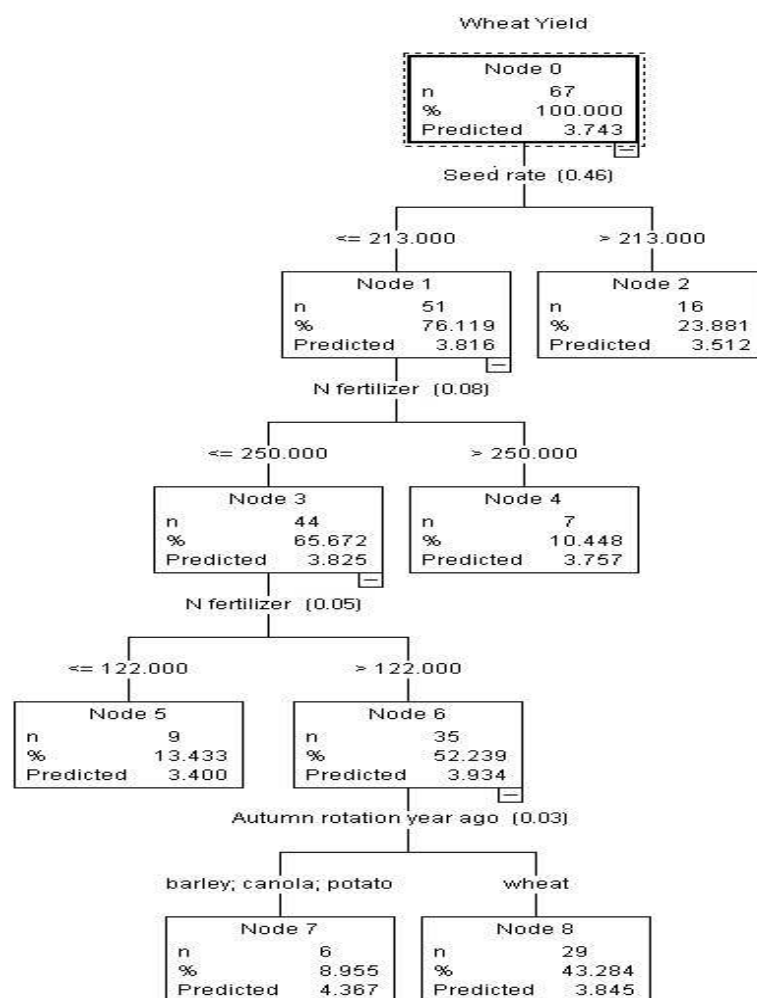 Wheat Yield
Node 0
n 67
% 100.000
Predicted 3.743
Seed rate (0.46)
<= 213.000 > 213.000
Node 1
n 51
% 76.119
Predicted 3.816
Node 2
n 16
% 23.881
Predicted 3.512
N fertilizer (0.08)
<= 250.000 > 250.000
Node 3
n 44
% 65.672
Predicted 3.825
Node 4
n 7
% 10.448
Predicted 3.757
N fertilizer (0.05)
<= 122.000 > 122.000
Node 5
n 9
% 13.433
Predicted 3.400
Node 6
n 35
% 52.239
Predicted 3.934
Autumn rotation year ago (0.03)
barley; canola; potato wheat
Node 7
n 6
% 8.955
Predicted 4.367
Node 8
n 29
% 43.284
Predicted 3.845